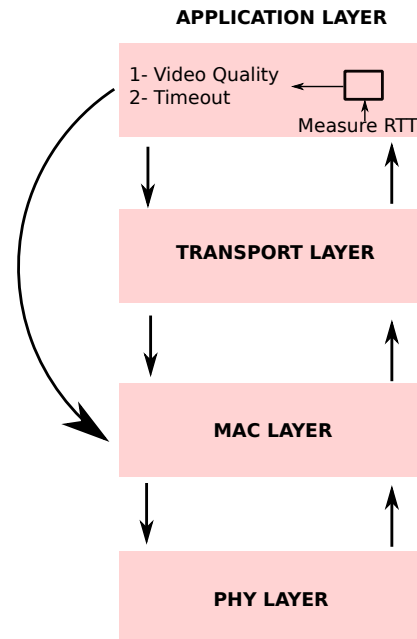 APPLICATION LAYER
1- Video Quality
2- Timeout
Measure RTT
TRANSPORT LAYER
MAC LAYER
PHY LAYER